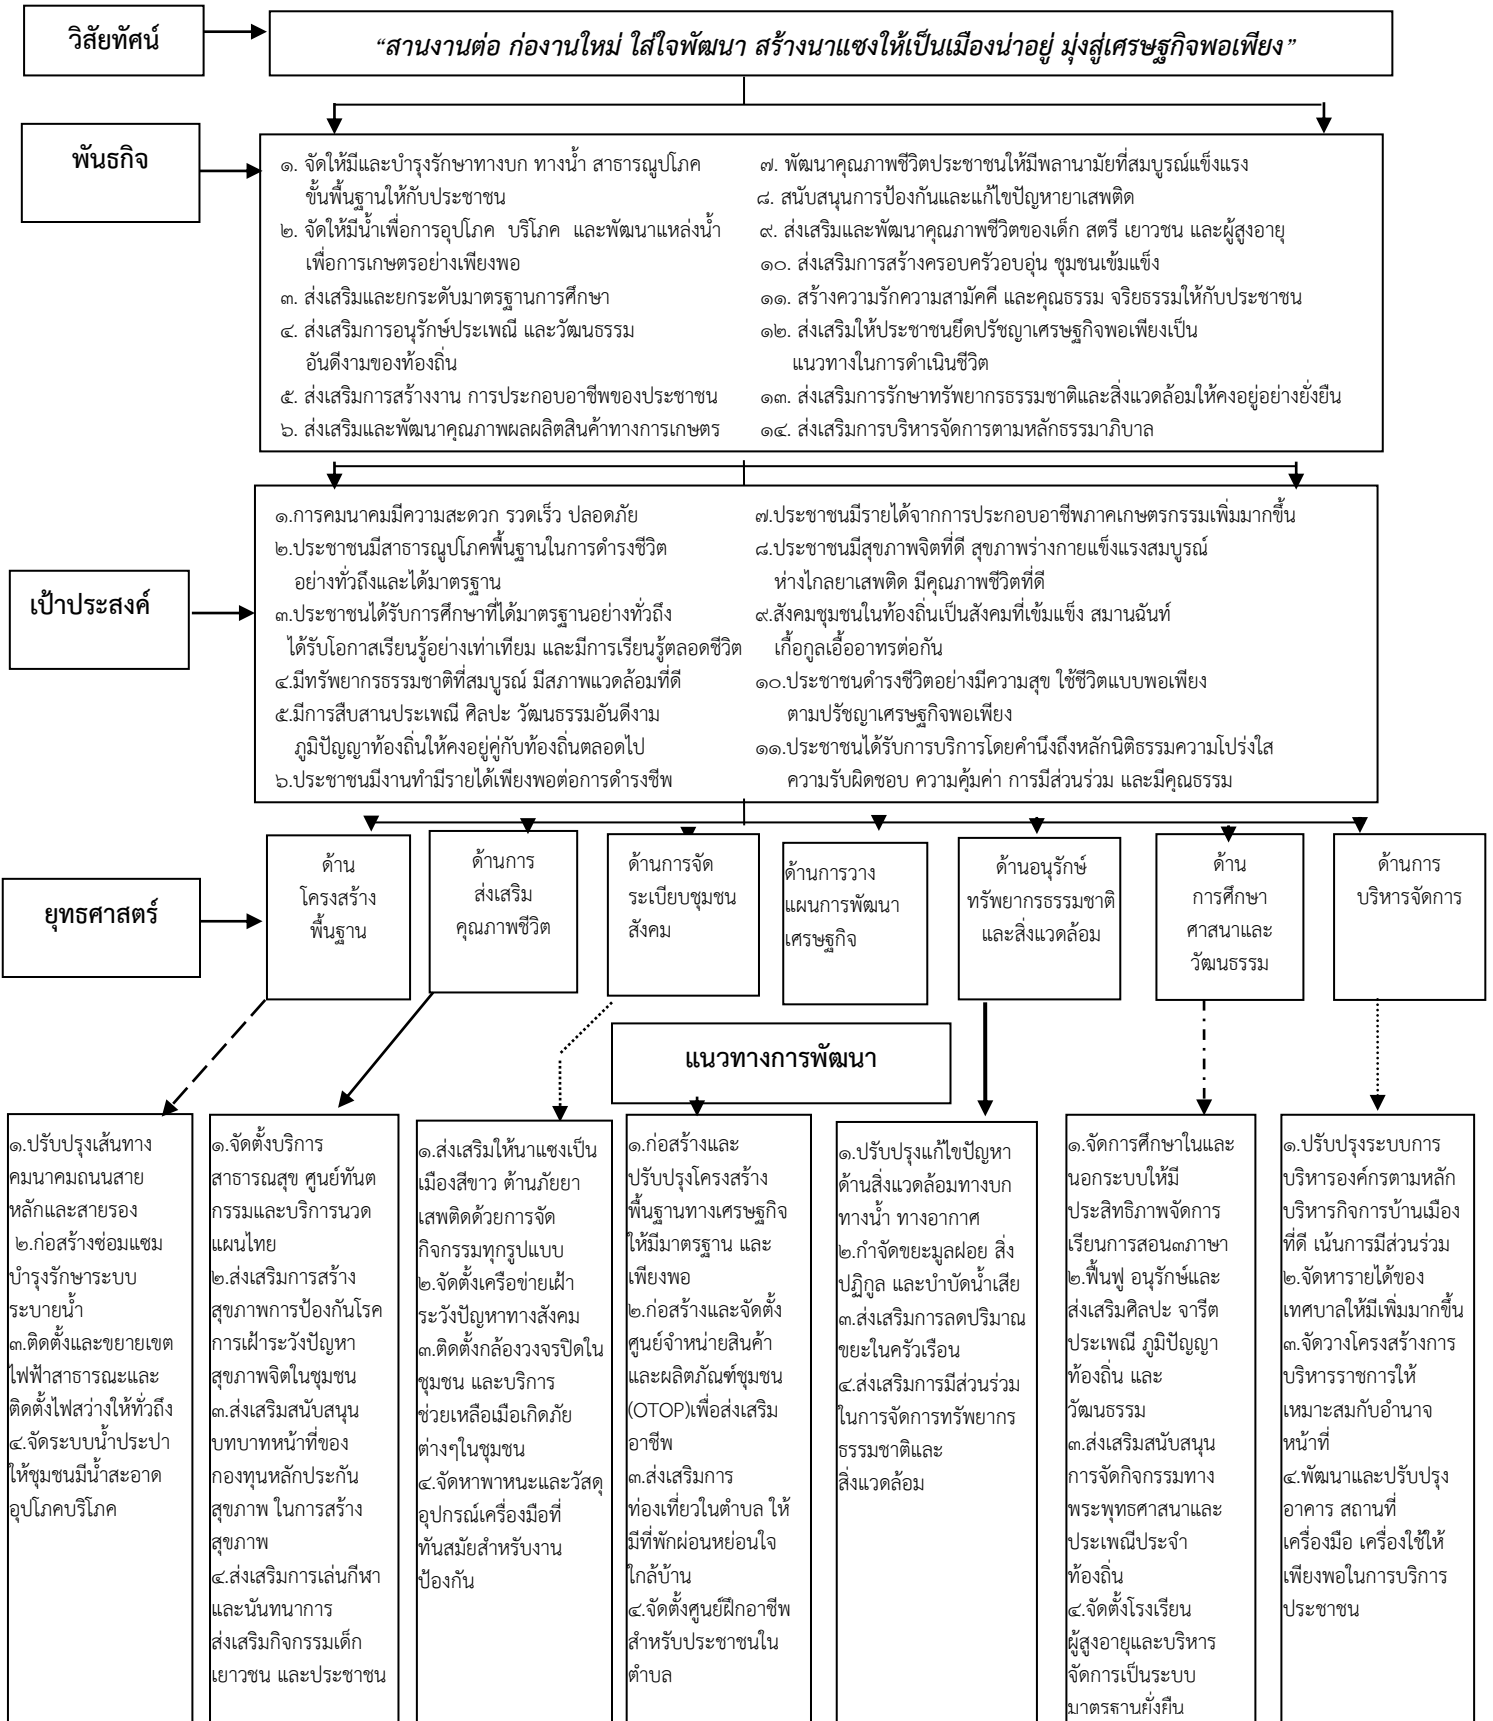 วิสัยทัศน์
“สานงานต่อ ก่องานใหม่ ใส่ใจพัฒนา สร้างนาแซงให้เป็นเมืองน่าอยู่ มุ่งสู่เศรษฐกิจพอเพียง”
พันธกิจ
๑. จัดให้มีและบำรุงรักษาทางบก ทางน้ำ สาธารณูปโภค
ขั้นพื้นฐานให้กับประชาชน
๒. จัดให้มีน้ำเพื่อการอุปโภค บริโภค และพัฒนาแหล่งน้ำ
เพื่อการเกษตรอย่างเพียงพอ
๓. ส่งเสริมและยกระดับมาตรฐานการศึกษา
๔. ส่งเสริมการอนุรักษ์ประเพณี และวัฒนธรรม
อันดีงามของท้องถิ่น
๕. ส่งเสริมการสร้างงาน การประกอบอาชีพของประชาชน
๖. ส่งเสริมและพัฒนาคุณภาพผลผลิตสินค้าทางการเกษตร
๗. พัฒนาคุณภาพชีวิตประชาชนให้มีพลานามัยที่สมบูรณ์แข็งแรง
๘. สนับสนุนการป้องกันและแก้ไขปัญหายาเสพติด
๙. ส่งเสริมและพัฒนาคุณภาพชีวิตของเด็ก สตรี เยาวชน และผู้สูงอายุ
๑๐. ส่งเสริมการสร้างครอบครัวอบอุ่น ชุมชนเข้มแข็ง
๑๑. สร้างความรักความสามัคคี และคุณธรรม จริยธรรมให้กับประชาชน
๑๒. ส่งเสริมให้ประชาชนยึดปรัชญาเศรษฐกิจพอเพียงเป็น
แนวทางในการดำเนินชีวิต
๑๓. ส่งเสริมการรักษาทรัพยากรธรรมชาติและสิ่งแวดล้อมให้คงอยู่อย่างยั่งยืน
๑๔. ส่งเสริมการบริหารจัดการตามหลักธรรมาภิบาล
เป้าประสงค์
๑.การคมนาคมมีความสะดวก รวดเร็ว ปลอดภัย
๒.ประชาชนมีสาธารณูปโภคพื้นฐานในการดำรงชีวิต
อย่างทั่วถึงและได้มาตรฐาน
๓.ประชาชนได้รับการศึกษาที่ได้มาตรฐานอย่างทั่วถึง
ได้รับโอกาสเรียนรู้อย่างเท่าเทียม และมีการเรียนรู้ตลอดชีวิต
๔.มีทรัพยากรธรรมชาติที่สมบูรณ์ มีสภาพแวดล้อมที่ดี
๕.มีการสืบสานประเพณี ศิลปะ วัฒนธรรมอันดีงาม
ภูมิปัญญาท้องถิ่นให้คงอยู่คู่กับท้องถิ่นตลอดไป
๖.ประชาชนมีงานทำมีรายได้เพียงพอต่อการดำรงชีพ
๗.ประชาชนมีรายได้จากการประกอบอาชีพภาคเกษตรกรรมเพิ่มมากขึ้น
๘.ประชาชนมีสุขภาพจิตที่ดี สุขภาพร่างกายแข็งแรงสมบูรณ์
ห่างไกลยาเสพติด มีคุณภาพชีวิตที่ดี
๙.สังคมชุมชนในท้องถิ่นเป็นสังคมที่เข้มแข็ง สมานฉันท์
เกื้อกูลเอื้ออาทรต่อกัน
๑๐.ประชาชนดำรงชีวิตอย่างมีความสุข ใช้ชีวิตแบบพอเพียง
ตามปรัชญาเศรษฐกิจพอเพียง
๑๑.ประชาชนได้รับการบริการโดยคำนึงถึงหลักนิติธรรมความโปร่งใส
ความรับผิดชอบ ความคุ้มค่า การมีส่วนร่วม และมีคุณธรรม
ยุทธศาสตร์
ด้าน
โครงสร้าง
พื้นฐาน
ด้านการ
ส่งเสริม
คุณภาพชีวิต
ด้านการจัด
ระเบียบชุมชน
สังคม
ด้านการวาง
แผนการพัฒนา
เศรษฐกิจ
ด้านอนุรักษ์
ทรัพยากรธรรมชาติ
และสิ่งแวดล้อม
ด้าน
การศึกษา
ศาสนาและ
วัฒนธรรม
ด้านการ
บริหารจัดการ
แนวทางการพัฒนา
๑.ปรับปรุงเส้นทาง
คมนาคมถนนสาย
หลักและสายรอง
๒.ก่อสร้างซ่อมแซม
บำรุงรักษาระบบ
ระบายน้ำ
๓.ติดตั้งและขยายเขต
ไฟฟ้าสาธารณะและ
ติดตั้งไฟสว่างให้ทั่วถึง
๔.จัดระบบน้ำประปา
ให้ชุมชนมีน้ำสะอาด
อุปโภคบริโภค
๑.จัดตั้งบริการ
สาธารณสุข ศูนย์ทันต
กรรมและบริการนวด
แผนไทย
๒.ส่งเสริมการสร้าง
สุขภาพการป้องกันโรค
การเฝ้าระวังปัญหา
สุขภาพจิตในชุมชน
๓.ส่งเสริมสนับสนุน
บทบาทหน้าที่ของ
กองทุนหลักประกัน
สุขภาพ ในการสร้าง
สุขภาพ
๔.ส่งเสริมการเล่นกีฬา
และนันทนาการ
ส่งเสริมกิจกรรมเด็ก
เยาวชน และประชาชน
๑.ส่งเสริมให้นาแซงเป็น
เมืองสีขาว ต้านภัยยา
เสพติดด้วยการจัด
กิจกรรมทุกรูปแบบ
๒.จัดตั้งเครือข่ายเฝ้า
ระวังปัญหาทางสังคม
๓.ติดตั้งกล้องวงจรปิดใน
ชุมชน และบริการ
ช่วยเหลือเมือเกิดภัย
ต่างๆในชุมชน
๔.จัดหาพาหนะและวัสดุ
อุปกรณ์เครื่องมือที่
ทันสมัยสำหรับงาน
ป้องกัน
๑.ก่อสร้างและ
ปรับปรุงโครงสร้าง
พื้นฐานทางเศรษฐกิจ
ให้มีมาตรฐาน และ
เพียงพอ
๒.ก่อสร้างและจัดตั้ง
ศูนย์จำหน่ายสินค้า
และผลิตภัณฑ์ชุมชน
(OTOP)เพื่อส่งเสริม
อาชีพ
๓.ส่งเสริมการ
ท่องเที่ยวในตำบล ให้
มีที่พักผ่อนหย่อนใจ
ใกล้บ้าน
๔.จัดตั้งศูนย์ฝึกอาชีพ
สำหรับประชาชนใน
ตำบล
๑.ปรับปรุงแก้ไขปัญหา
ด้านสิ่งแวดล้อมทางบก
ทางน้ำ ทางอากาศ
๒.กำจัดขยะมูลฝอย สิ่ง
ปฏิกูล และบำบัดน้ำเสีย
๓.ส่งเสริมการลดปริมาณ
ขยะในครัวเรือน
๔.ส่งเสริมการมีส่วนร่วม
ในการจัดการทรัพยากร
ธรรมชาติและ
สิ่งแวดล้อม
๑.จัดการศึกษาในและ
นอกระบบให้มี
ประสิทธิภาพจัดการ
เรียนการสอน๓ภาษา
๒.ฟื้นฟู อนุรักษ์และ
ส่งเสริมศิลปะ จารีต
ประเพณี ภูมิปัญญา
ท้องถิ่น และ
วัฒนธรรม
๓.ส่งเสริมสนับสนุน
การจัดกิจกรรมทาง
พระพุทธศาสนาและ
ประเพณีประจำ
ท้องถิ่น
๔.จัดตั้งโรงเรียน
ผู้สูงอายุและบริหาร
จัดการเป็นระบบ
มาตรฐานยั่งยืน
๑.ปรับปรุงระบบการ
บริหารองค์กรตามหลัก
บริหารกิจการบ้านเมือง
ที่ดี เน้นการมีส่วนร่วม
๒.จัดหารายได้ของ
เทศบาลให้มีเพิ่มมากขึ้น
๓.จัดวางโครงสร้างการ
บริหารราชการให้
เหมาะสมกับอำนาจ
หน้าที่
๔.พัฒนาและปรับปรุง
อาคาร สถานที่
เครื่องมือ เครื่องใช้ให้
เพียงพอในการบริการ
ประชาชน